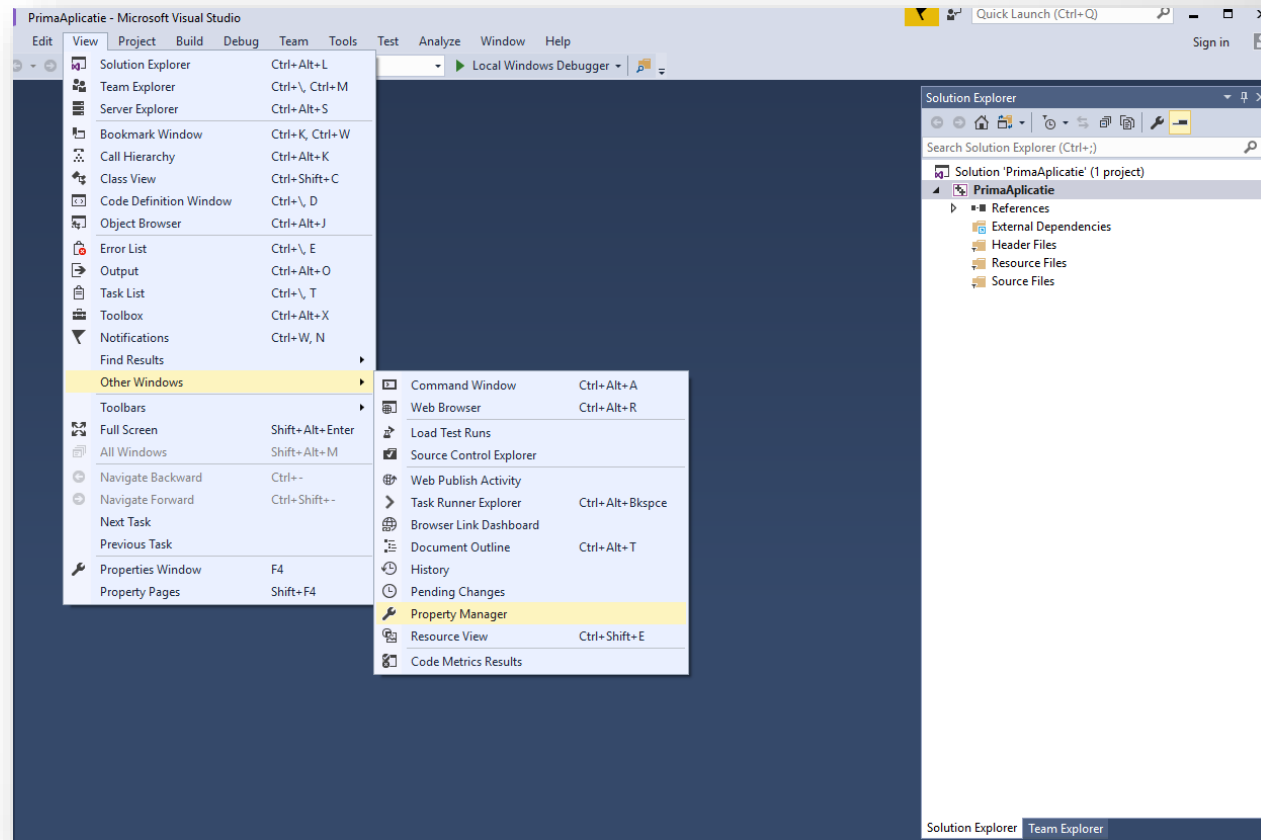 PrimaAplicatie - Microsoft Visual Studio
Quick Launch (Ctrl+Q)
Edit View Project Build Debug Team Tools Test Analyze Window Help
Sign in
Local Windows Debugger
Solution Explorer Ctrl+Alt+L
Team Explorer Ctrl+\, Ctrl+M
Server Explorer Ctrl+Alt+S
Bookmark Window Ctrl+K, Ctrl+W
Call Hierarchy Ctrl+Alt+K
Class View Ctrl+Shift+C
Code Definition Window Ctrl+\, D
Object Browser Ctrl+Alt+J
Error List Ctrl+\, E
Output Ctrl+Alt+O
Task List Ctrl+\, T
Toolbox Ctrl+Alt+X
Notifications Ctrl+W, N
Find Results
Other Windows
Toolbars
Full Screen Shift+Alt+Enter
All Windows Shift+Alt+M
Navigate Backward Ctrl+-
Navigate Forward Ctrl+Shift+-
Next Task
Previous Task
Properties Window F4
Property Pages Shift+F4
Command Window Ctrl+Alt+A
Web Browser Ctrl+Alt+R
Load Test Runs
Source Control Explorer
Web Publish Activity
Task Runner Explorer Ctrl+Alt+Bkspce
Browser Link Dashboard
Document Outline Ctrl+Alt+T
History
Pending Changes
Property Manager
Resource View Ctrl+Shift+E
Code Metrics Results
Solution Explorer
Search Solution Explorer (Ctrl+;)
Solution 'PrimaAplicatie' (1 project)
PrimaAplicatie
References
External Dependencies
Header Files
Resource Files
Source Files
Solution Explorer Team Explorer